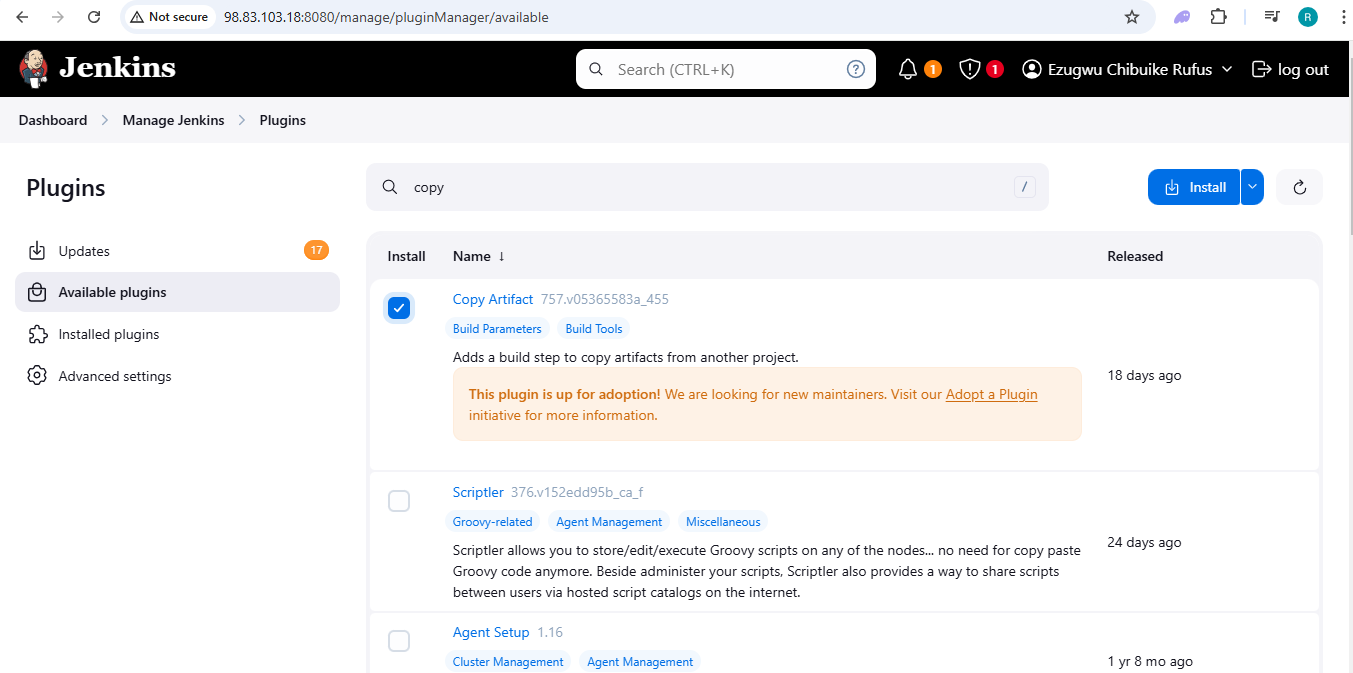 Not secure 98.83.103.18:8080/manage/pluginManager/available R
Jenkins Search (CTRL+K) ? 1 1 Ezugwu Chibuike Rufus log out
Dashboard Manage Jenkins Plugins
Plugins
copy / Install
Updates 17
Available plugins
Installed plugins
Advanced settings
Install Name ↓ Released
Copy Artifact 757.v05365583a_455
Build Parameters Build Tools
Adds a build step to copy artifacts from another project.
This plugin is up for adoption! We are looking for new maintainers. Visit our Adopt a Plugin
initiative for more information.
18 days ago
Scriptler 376.v152edd95b_ca_f
Groovy-related Agent Management Miscellaneous
Scriptler allows you to store/edit/execute Groovy scripts on any of the nodes... no need for copy paste
Groovy code anymore. Beside administer your scripts, Scriptler also provides a way to share scripts
between users via hosted script catalogs on the internet.
24 days ago
Agent Setup 1.16
Cluster Management Agent Management
1 yr 8 mo ago